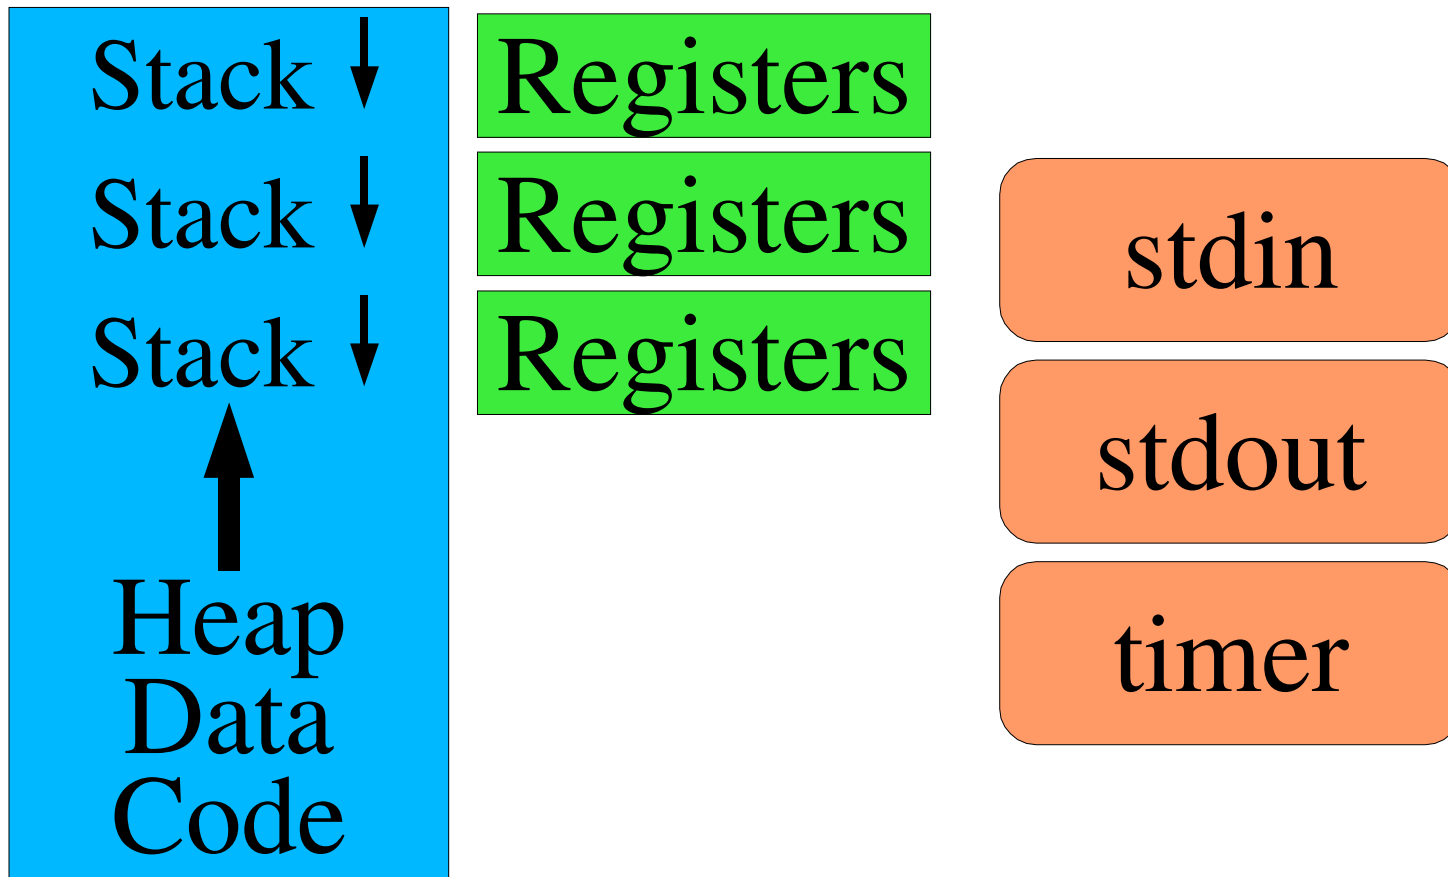 Stack
Stack
Stack
Heap
Data
Code
Registers
Registers
Registers
stdin
stdout
timer